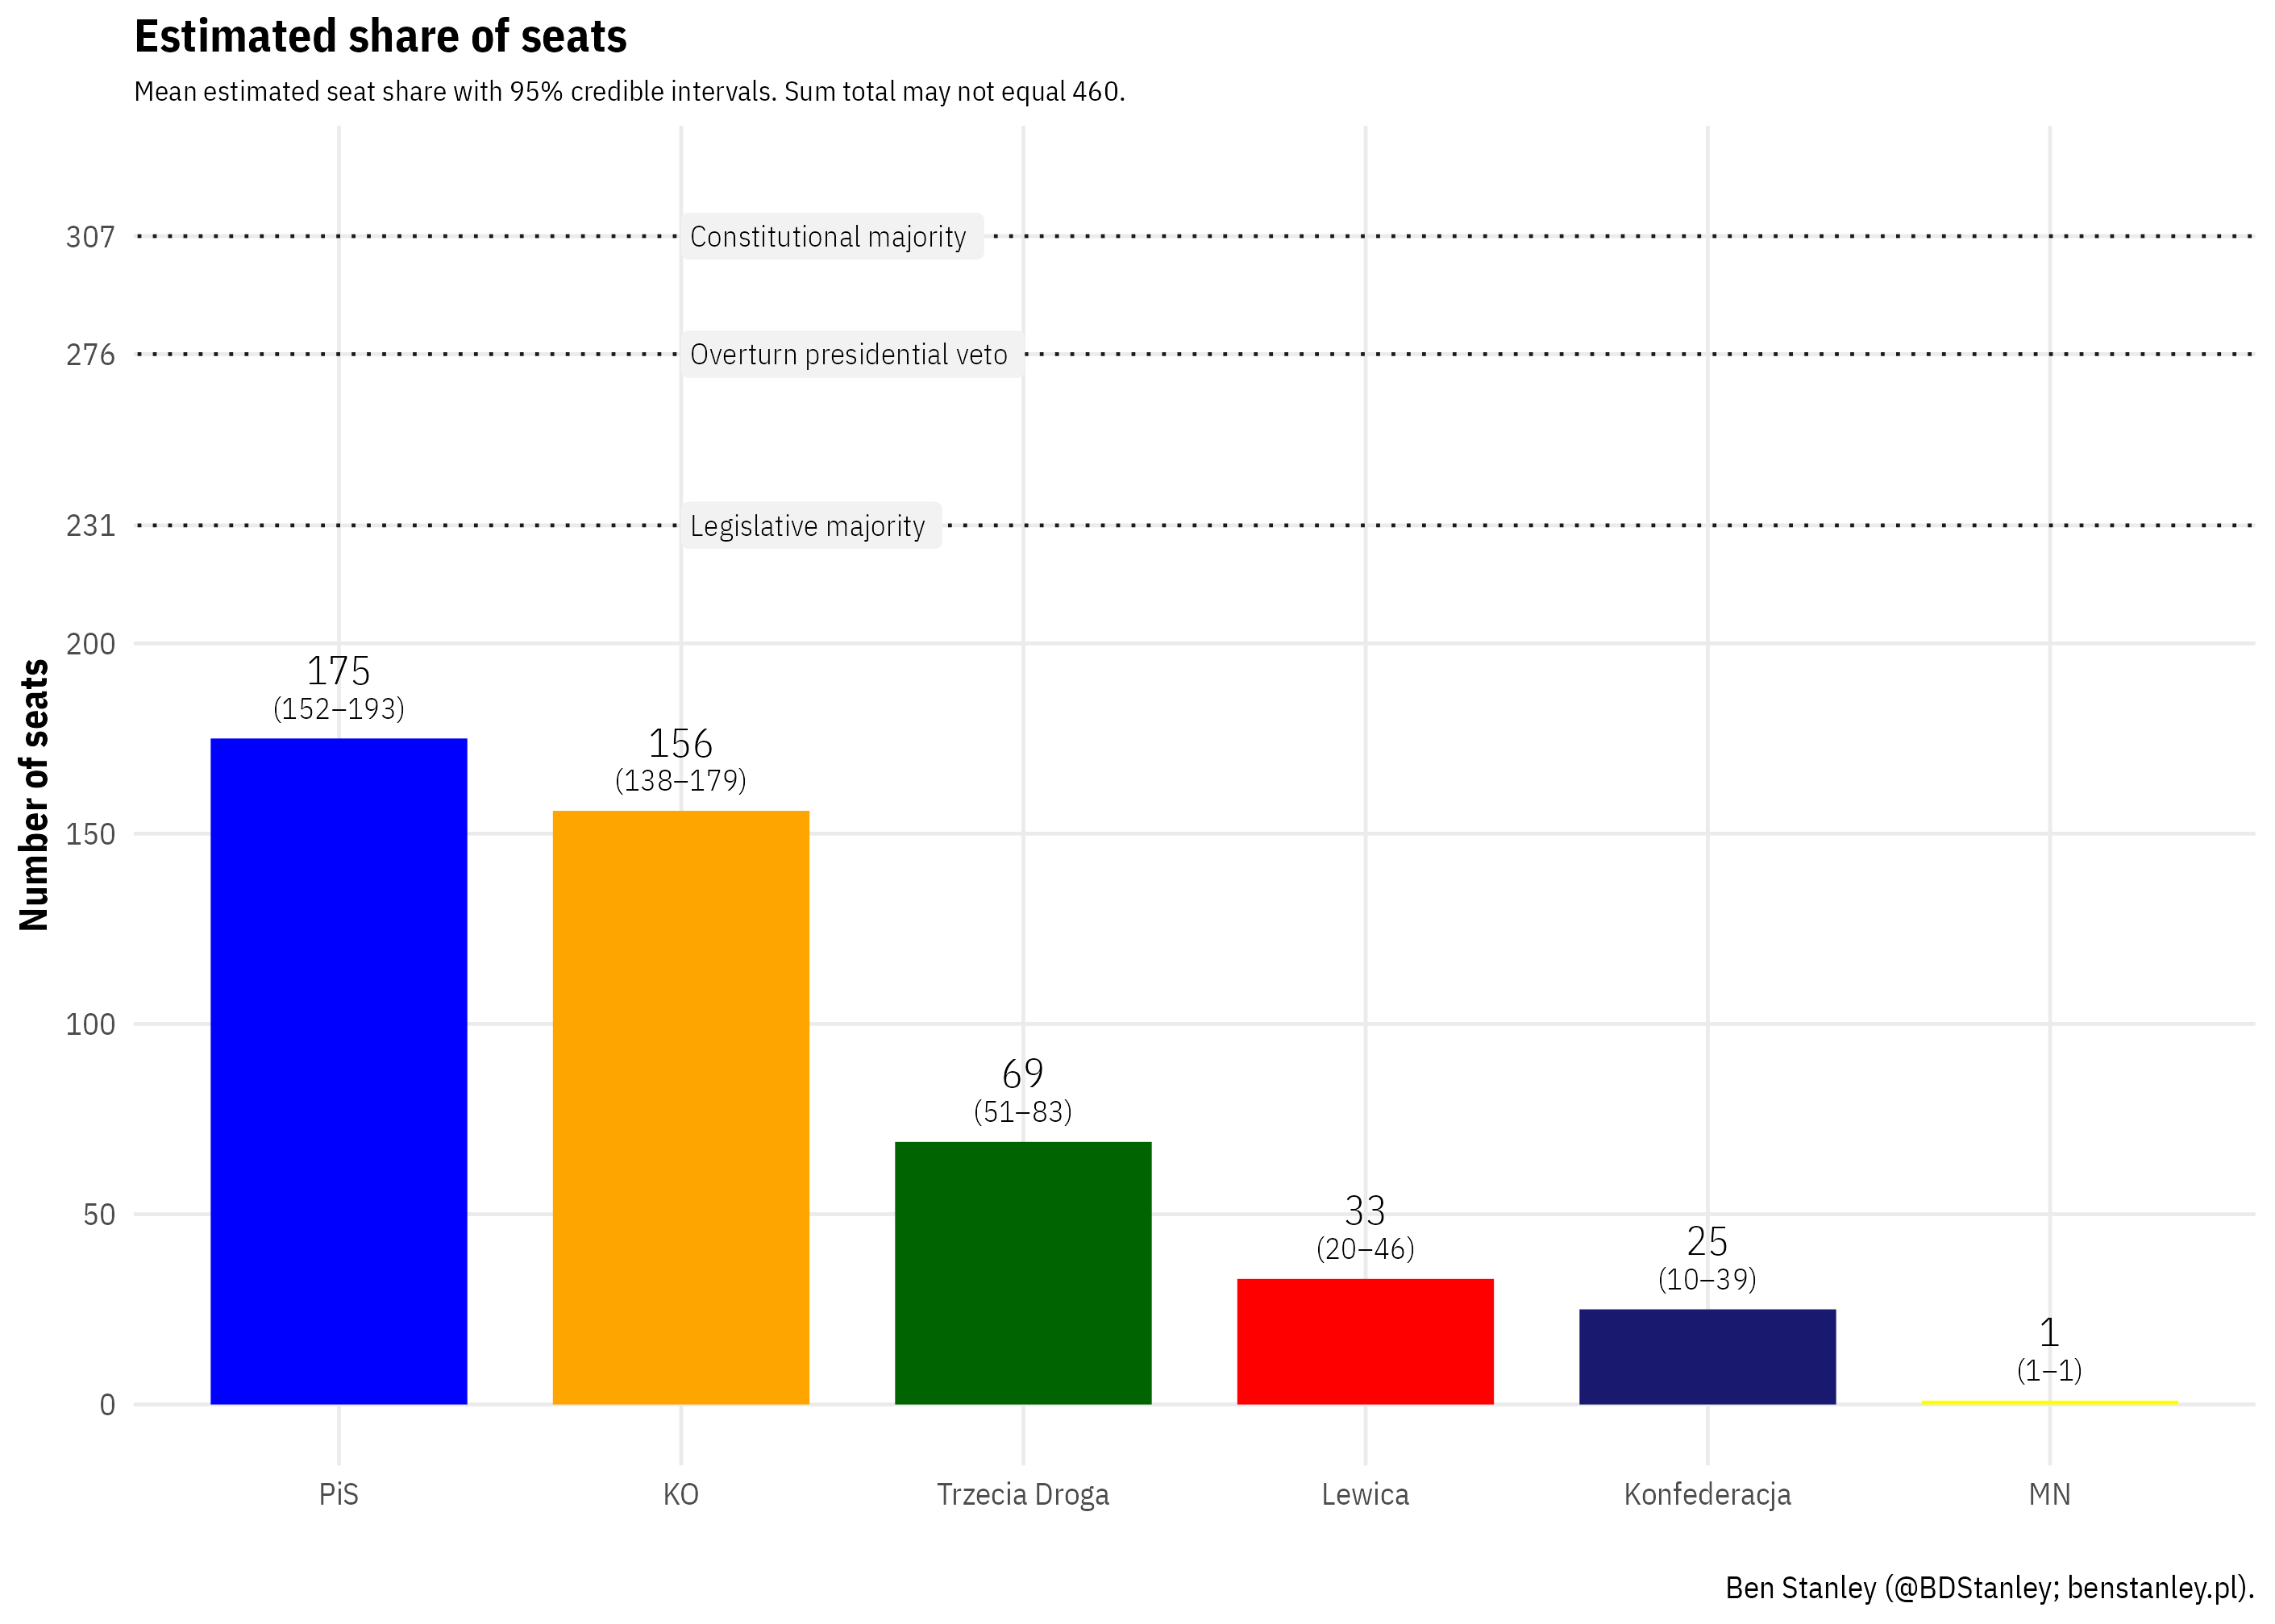 Estimated share of seats
Mean estimated seat share with 95% credible intervals. Sum total may not equal 460.
Number of seats
307
Constitutional majority
276
Overturn presidential veto
231
Legislative majority
200
150
100
50
0
175
(152–193)
156
(138–179)
69
(51–83)
33
(20–46)
25
(10–39)
1
(1–1)
PiS
KO
Trzecia Droga
Lewica
Konfederacja
MN
Ben Stanley (@BDStanley; benstanley.pl).